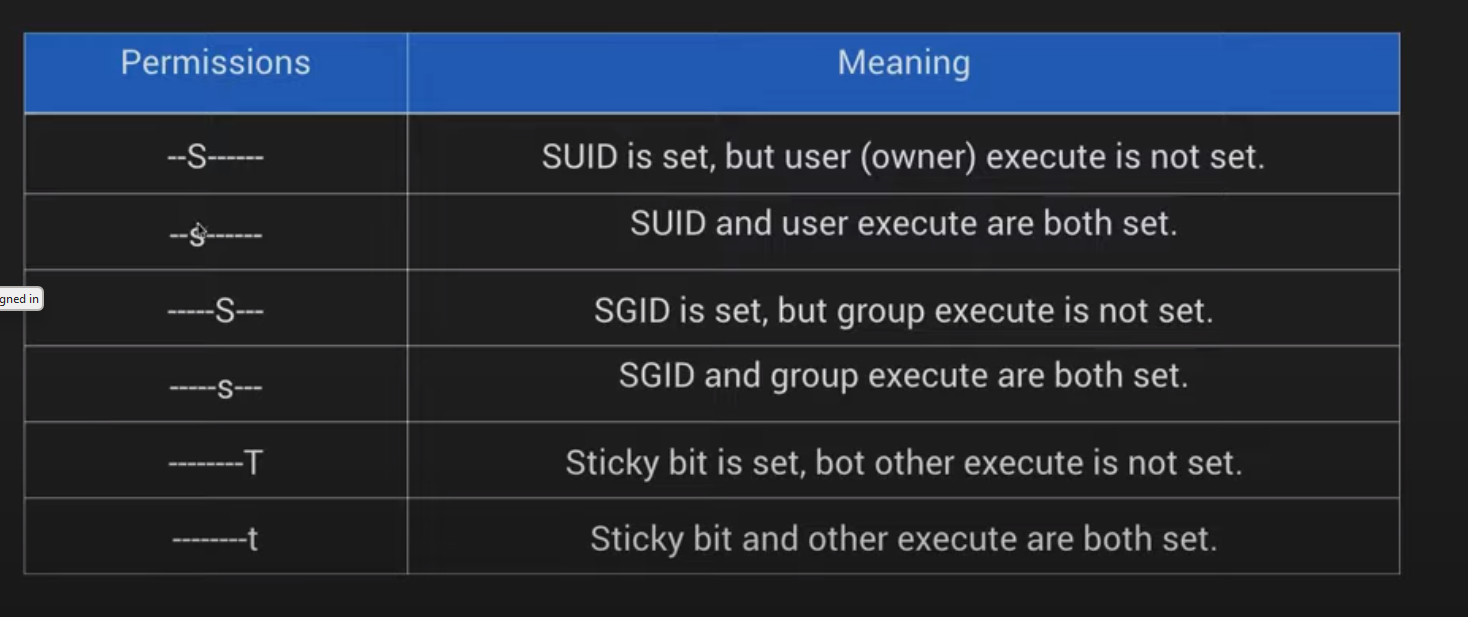 Permissions Meaning
--S------ SUID is set, but user (owner) execute is not set.
--s------ SUID and user execute are both set.
gned in
-----S--- SGID is set, but group execute is not set.
-----s--- SGID and group execute are both set.
--------T Sticky bit is set, bot other execute is not set.
--------t Sticky bit and other execute are both set.